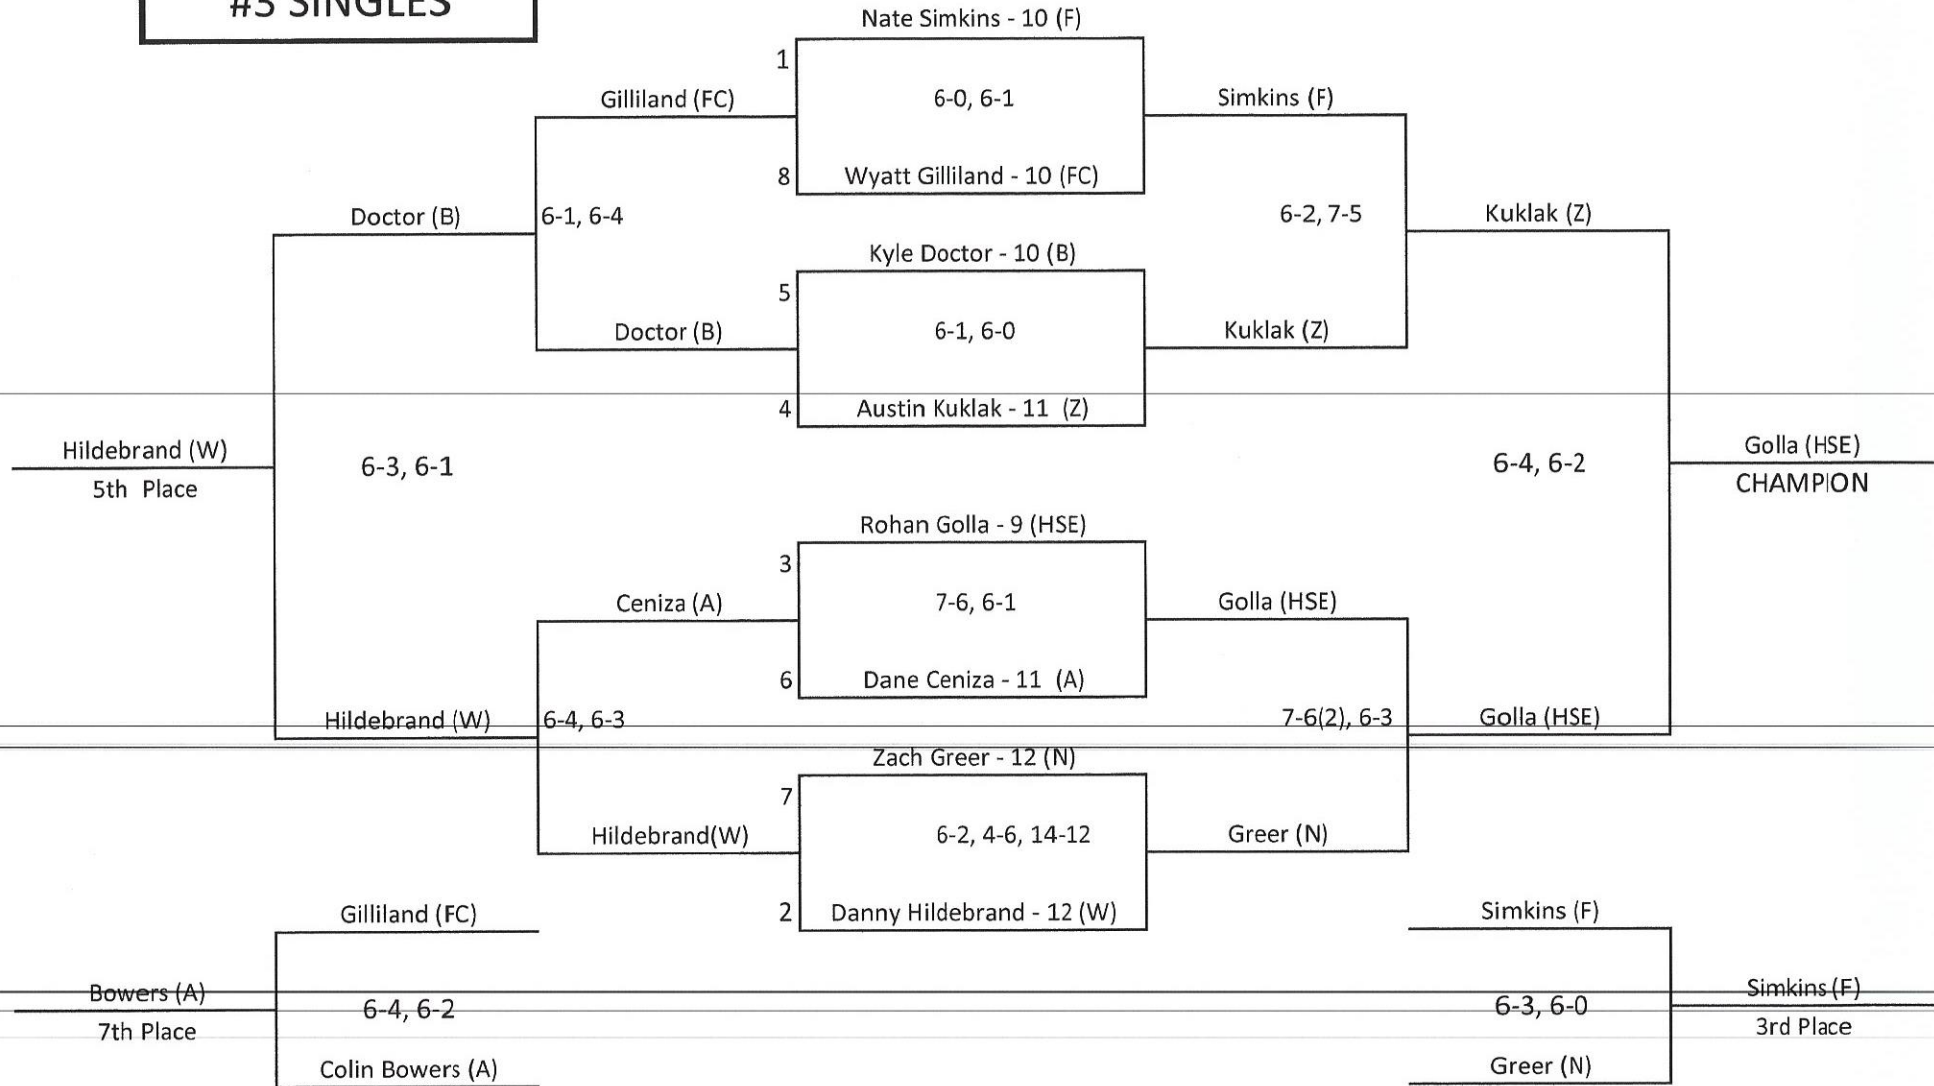 #3 SINGLES
Nate Simkins - 10 (F)
1
Gilliland (FC)
6-0, 6-1
Simkins (F)
8
Wyatt Gilliland - 10 (FC)
Doctor (B)
6-1, 6-4
6-2, 7-5
Kuklak (Z)
Kyle Doctor - 10 (B)
5
Doctor (B)
6-1, 6-0
Kuklak (Z)
4
Austin Kuklak - 11 (Z)
Hildebrand (W)
5th Place
6-3, 6-1
6-4, 6-2
Golla (HSE)
CHAMPION
Rohan Golla - 9 (HSE)
3
Ceniza (A)
7-6, 6-1
Golla (HSE)
6
Dane Ceniza - 11 (A)
Hildebrand (W)
6-4, 6-3
7-6(2), 6-3
Golla (HSE)
Zach Greer - 12 (N)
7
Hildebrand(W)
6-2, 4-6, 14-12
Greer (N)
2
Danny Hildebrand - 12 (W)
Gilliland (FC)
Simkins (F)
Bowers (A)
7th Place
6-4, 6-2
6-3, 6-0
Simkins (F)
3rd Place
Colin Bowers (A)
Greer (N)